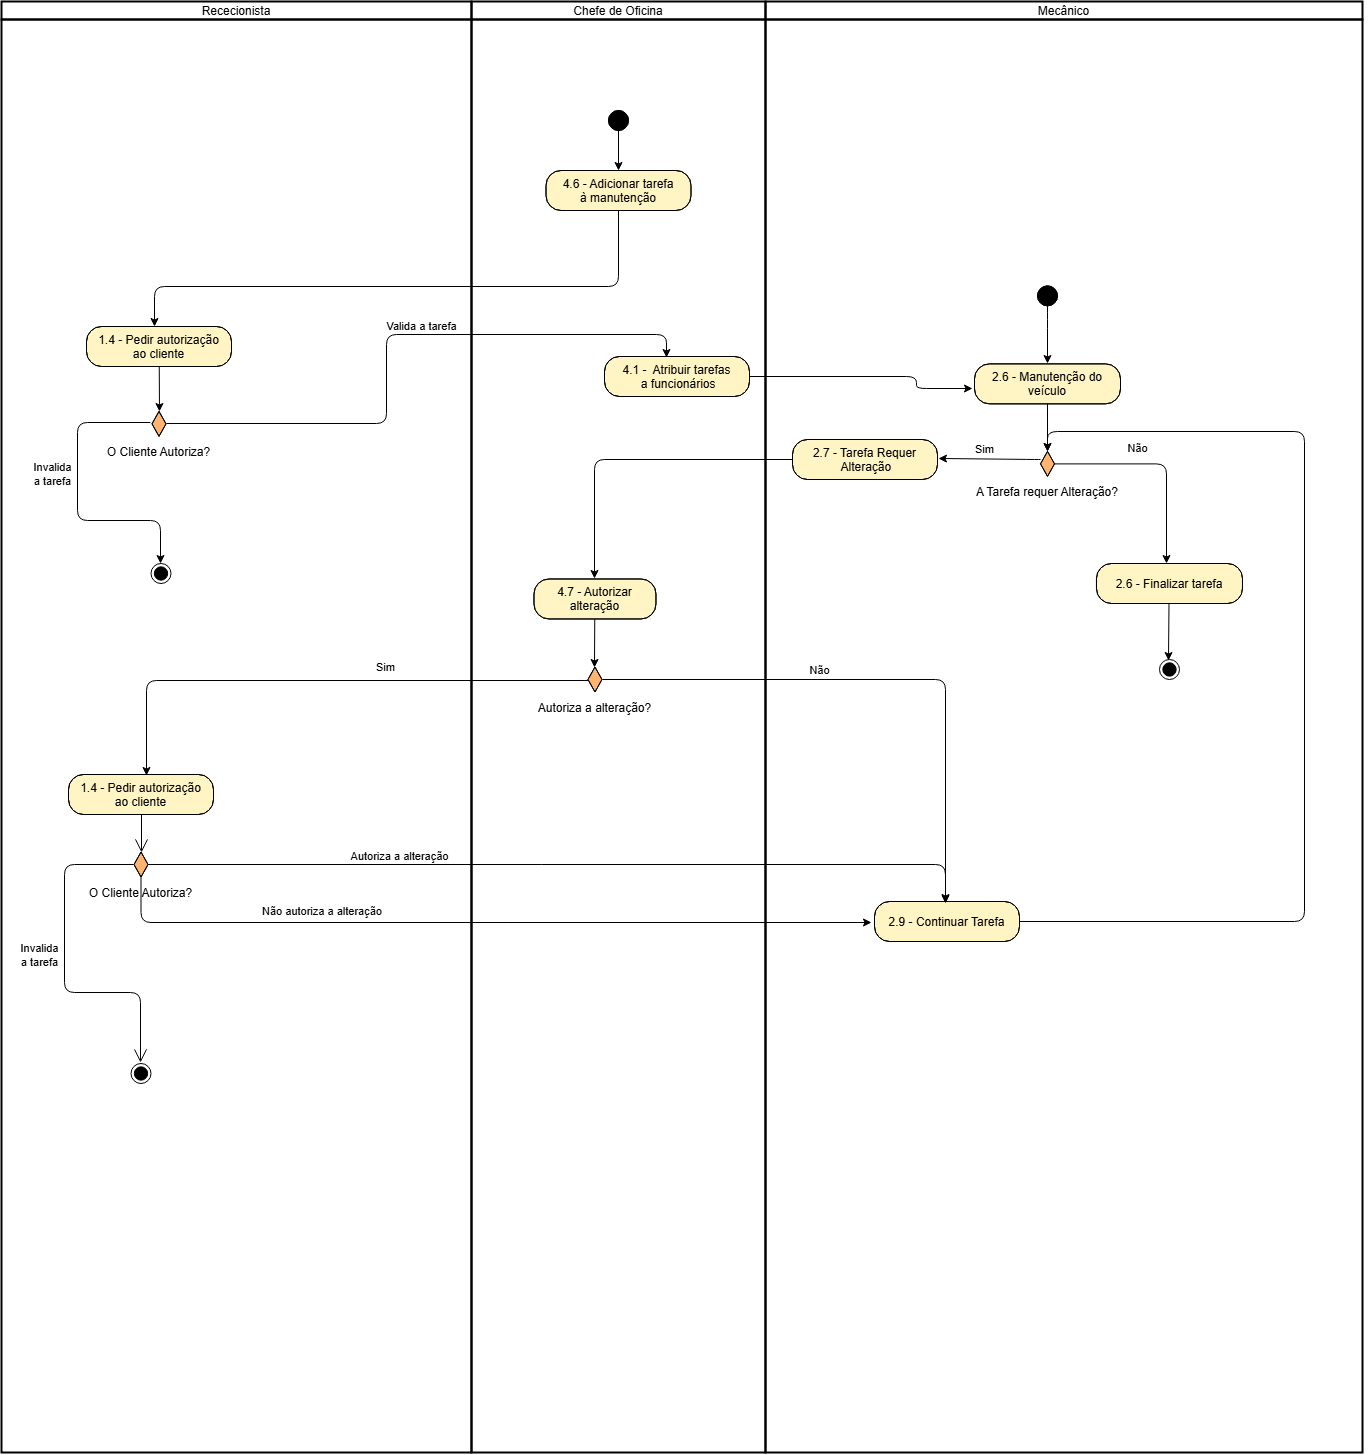 Rececionista
Chefe de Oficina
Mecânico
4.6 - Adicionar tarefa
à manutenção
Valida a tarefa
1.4 - Pedir autorização
ao cliente
4.1 - Atribuir tarefas
a funcionários
2.6 - Manutenção do
veículo
O Cliente Autoriza?
Invalida
a tarefa
2.7 - Tarefa Requer
Alteração
Sim
Não
A Tarefa requer Alteração?
4.7 - Autorizar
alteração
2.6 - Finalizar tarefa
Sim
Não
Autoriza a alteração?
1.4 - Pedir autorização
ao cliente
Autoriza a alteração
O Cliente Autoriza?
Não autoriza a alteração
2.9 - Continuar Tarefa
Invalida
a tarefa